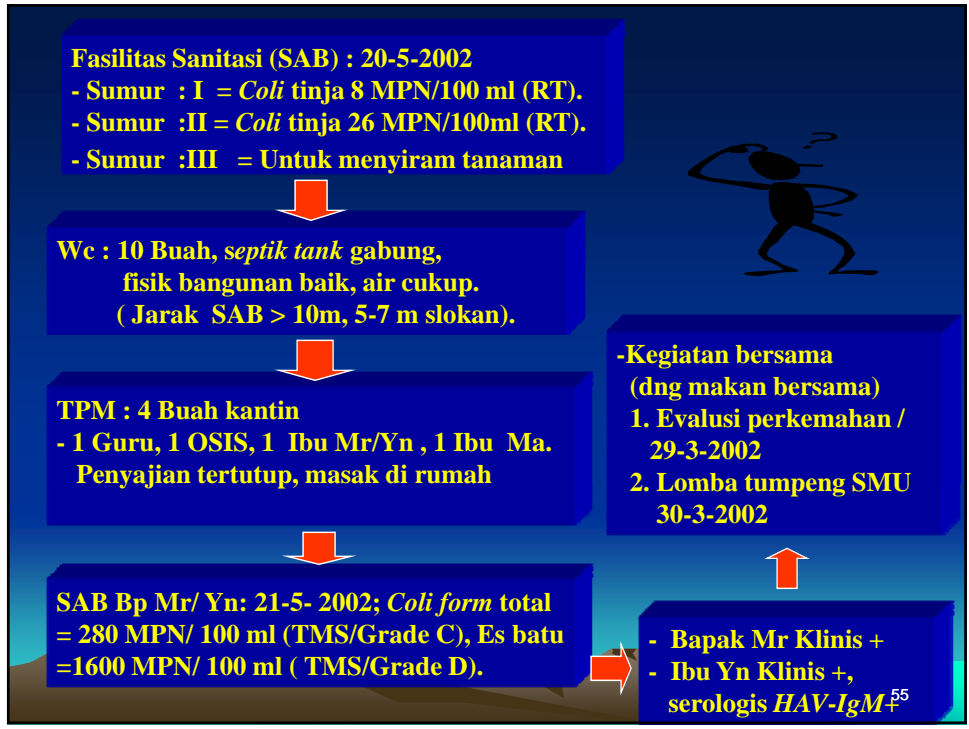 Fasilitas Sanitasi (SAB) : 20-5-2002
- Sumur : I = Coli tinja 8 MPN/100 ml (RT).
- Sumur :II = Coli tinja 26 MPN/100ml (RT).
- Sumur :III = Untuk menyiram tanaman
Wc : 10 Buah, septik tank gabung,
fisik bangunan baik, air cukup.
( Jarak SAB > 10m, 5-7 m slokan).
TPM : 4 Buah kantin
- 1 Guru, 1 OSIS, 1 Ibu Mr/Yn , 1 Ibu Ma.
Penyajian tertutup, masak di rumah
SAB Bp Mr/ Yn: 21-5- 2002; Coli form total
= 280 MPN/ 100 ml (TMS/Grade C), Es batu
=1600 MPN/ 100 ml ( TMS/Grade D).
- Bapak Mr Klinis +
- Ibu Yn Klinis +,
serologis HAV-IgM+
-Kegiatan bersama
(dng makan bersama)
1. Evalusi perkemahan /
29-3-2002
2. Lomba tumpeng SMU
30-3-2002
?
55